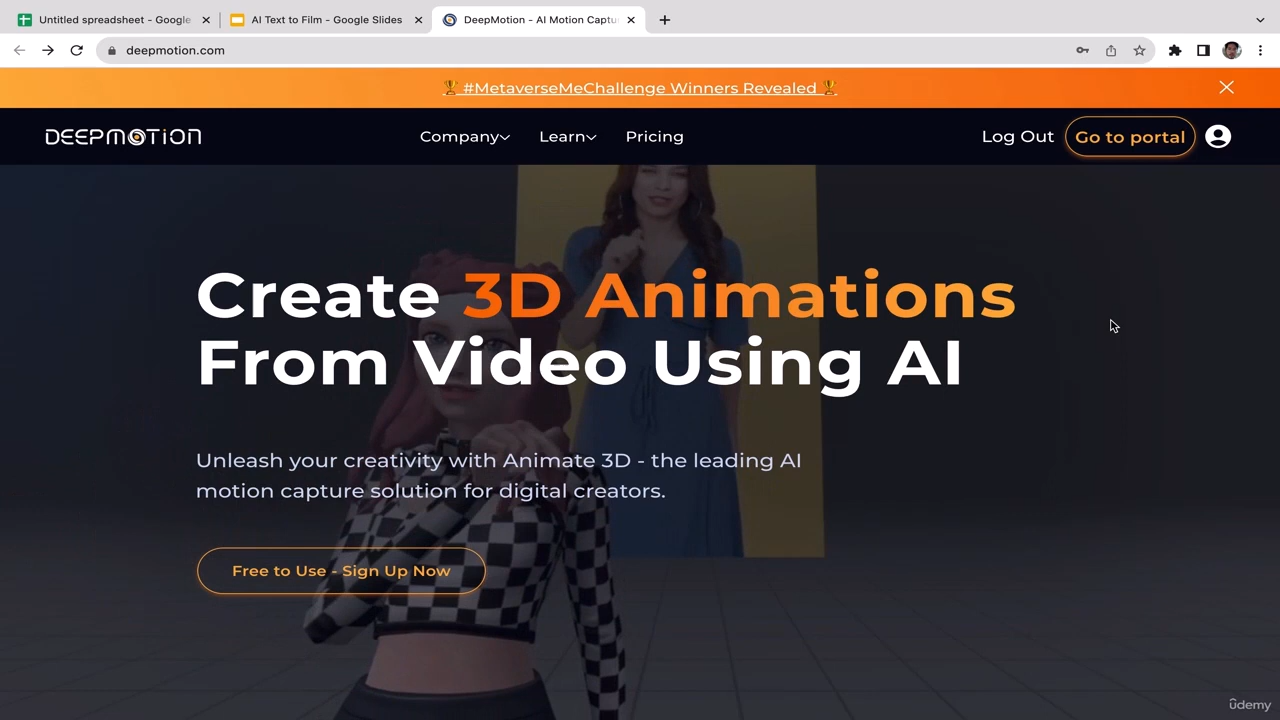 Untitled spreadsheet - Google
AI Text to Film - Google Slides
DeepMotion - AI Motion Captu
deepmotion.com
🏆 #MetaverseMeChallenge Winners Revealed 🏆
DEEPMOTION
Company
Learn
Pricing
Log Out
Go to portal
Create 3D Animations
From Video Using AI
Unleash your creativity with Animate 3D - the leading AI
motion capture solution for digital creators.
Free to Use - Sign Up Now
ûdemy